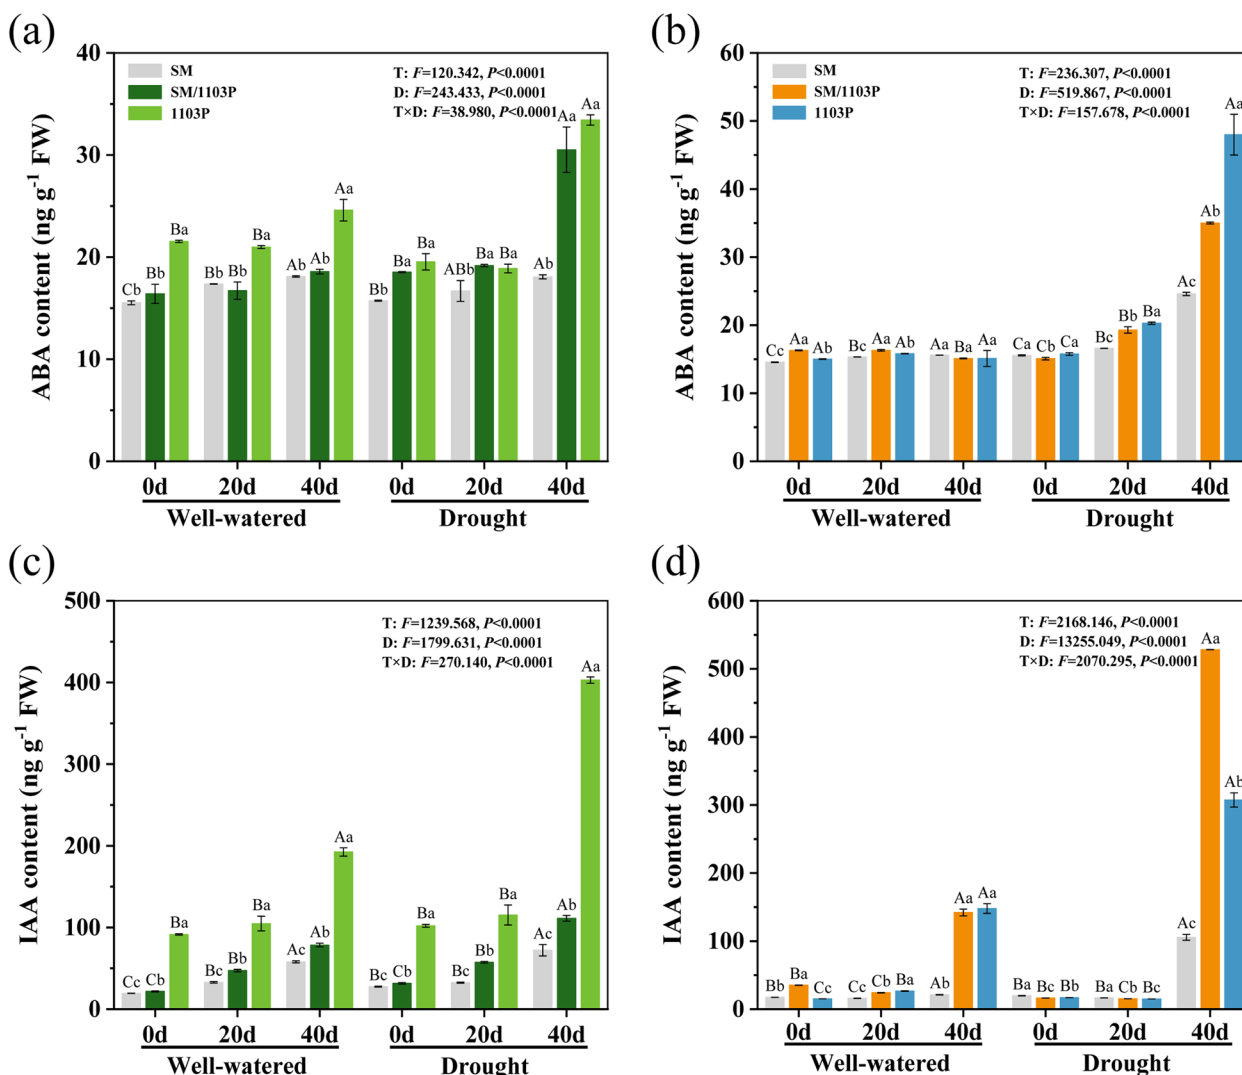 (a)
40
30
20
10
0
ABA content (ng g⁻¹ FW)
SM
SM/1103P
1103P
T: F=120.342, P<0.0001
D: F=243.433, P<0.0001
T×D: F=38.980, P<0.0001
Cb Bb Ba Bb Bb Ba Ab Ab Aa Bb Ba Ba ABb Ba Ba Ab Aa Aa
0d 20d 40d 0d 20d 40d
Well-watered Drought
(b)
60
50
40
30
20
10
0
ABA content (ng g⁻¹ FW)
SM
SM/1103P
1103P
T: F=236.307, P<0.0001
D: F=519.867, P<0.0001
T×D: F=157.678, P<0.0001
Cc Aa Ab Bc Aa Ab Aa Ba Aa Ca Cb Ca Bc Bb Ba Ac Ab Aa
0d 20d 40d 0d 20d 40d
Well-watered Drought
(c)
500
400
300
200
100
0
IAA content (ng g⁻¹ FW)
T: F=1239.568, P<0.0001
D: F=1799.631, P<0.0001
T×D: F=270.140, P<0.0001
Cc Cb Ba Bc Bb Ba Ac Ab Aa Bc Cb Ba Bc Bb Ba Ac Ab Aa
0d 20d 40d 0d 20d 40d
Well-watered Drought
(d)
600
500
400
300
200
100
0
IAA content (ng g⁻¹ FW)
T: F=2168.146, P<0.0001
D: F=13255.049, P<0.0001
T×D: F=2070.295, P<0.0001
Bb Ba Cc Cc Cb Ba Ab Aa Aa Ba Bc Bb Ba Cb Bc Ac Aa Ab
0d 20d 40d 0d 20d 40d
Well-watered Drought